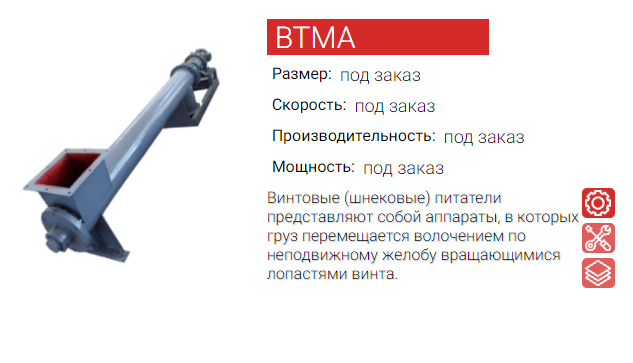 ВТМА
Размер: под заказ
Скорость: под заказ
Производительность: под заказ
Мощность: под заказ
Винтовые (шнековые) питатели
представляют собой аппараты, в которых
груз перемещается волочением по
неподвижному желобу вращающимися
лопастями винта.